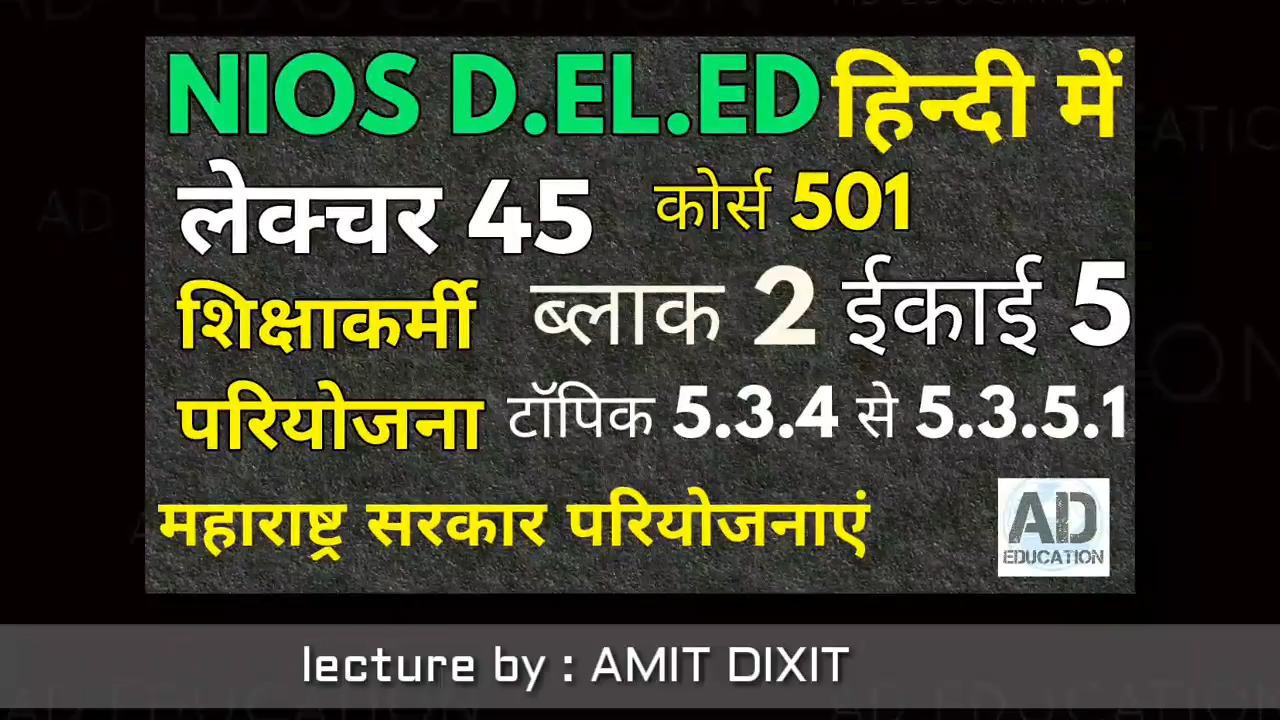 NIOS D.EL.ED हिन्दी में
लेक्चर 45 कोर्स 501
शिक्षाकर्मी ब्लाक 2 ईकाई 5
परियोजना टॉपिक 5.3.4 से 5.3.5.1
महाराष्ट्र सरकार परियोजनाएं
AD
EDUCATION
lecture by : AMIT DIXIT